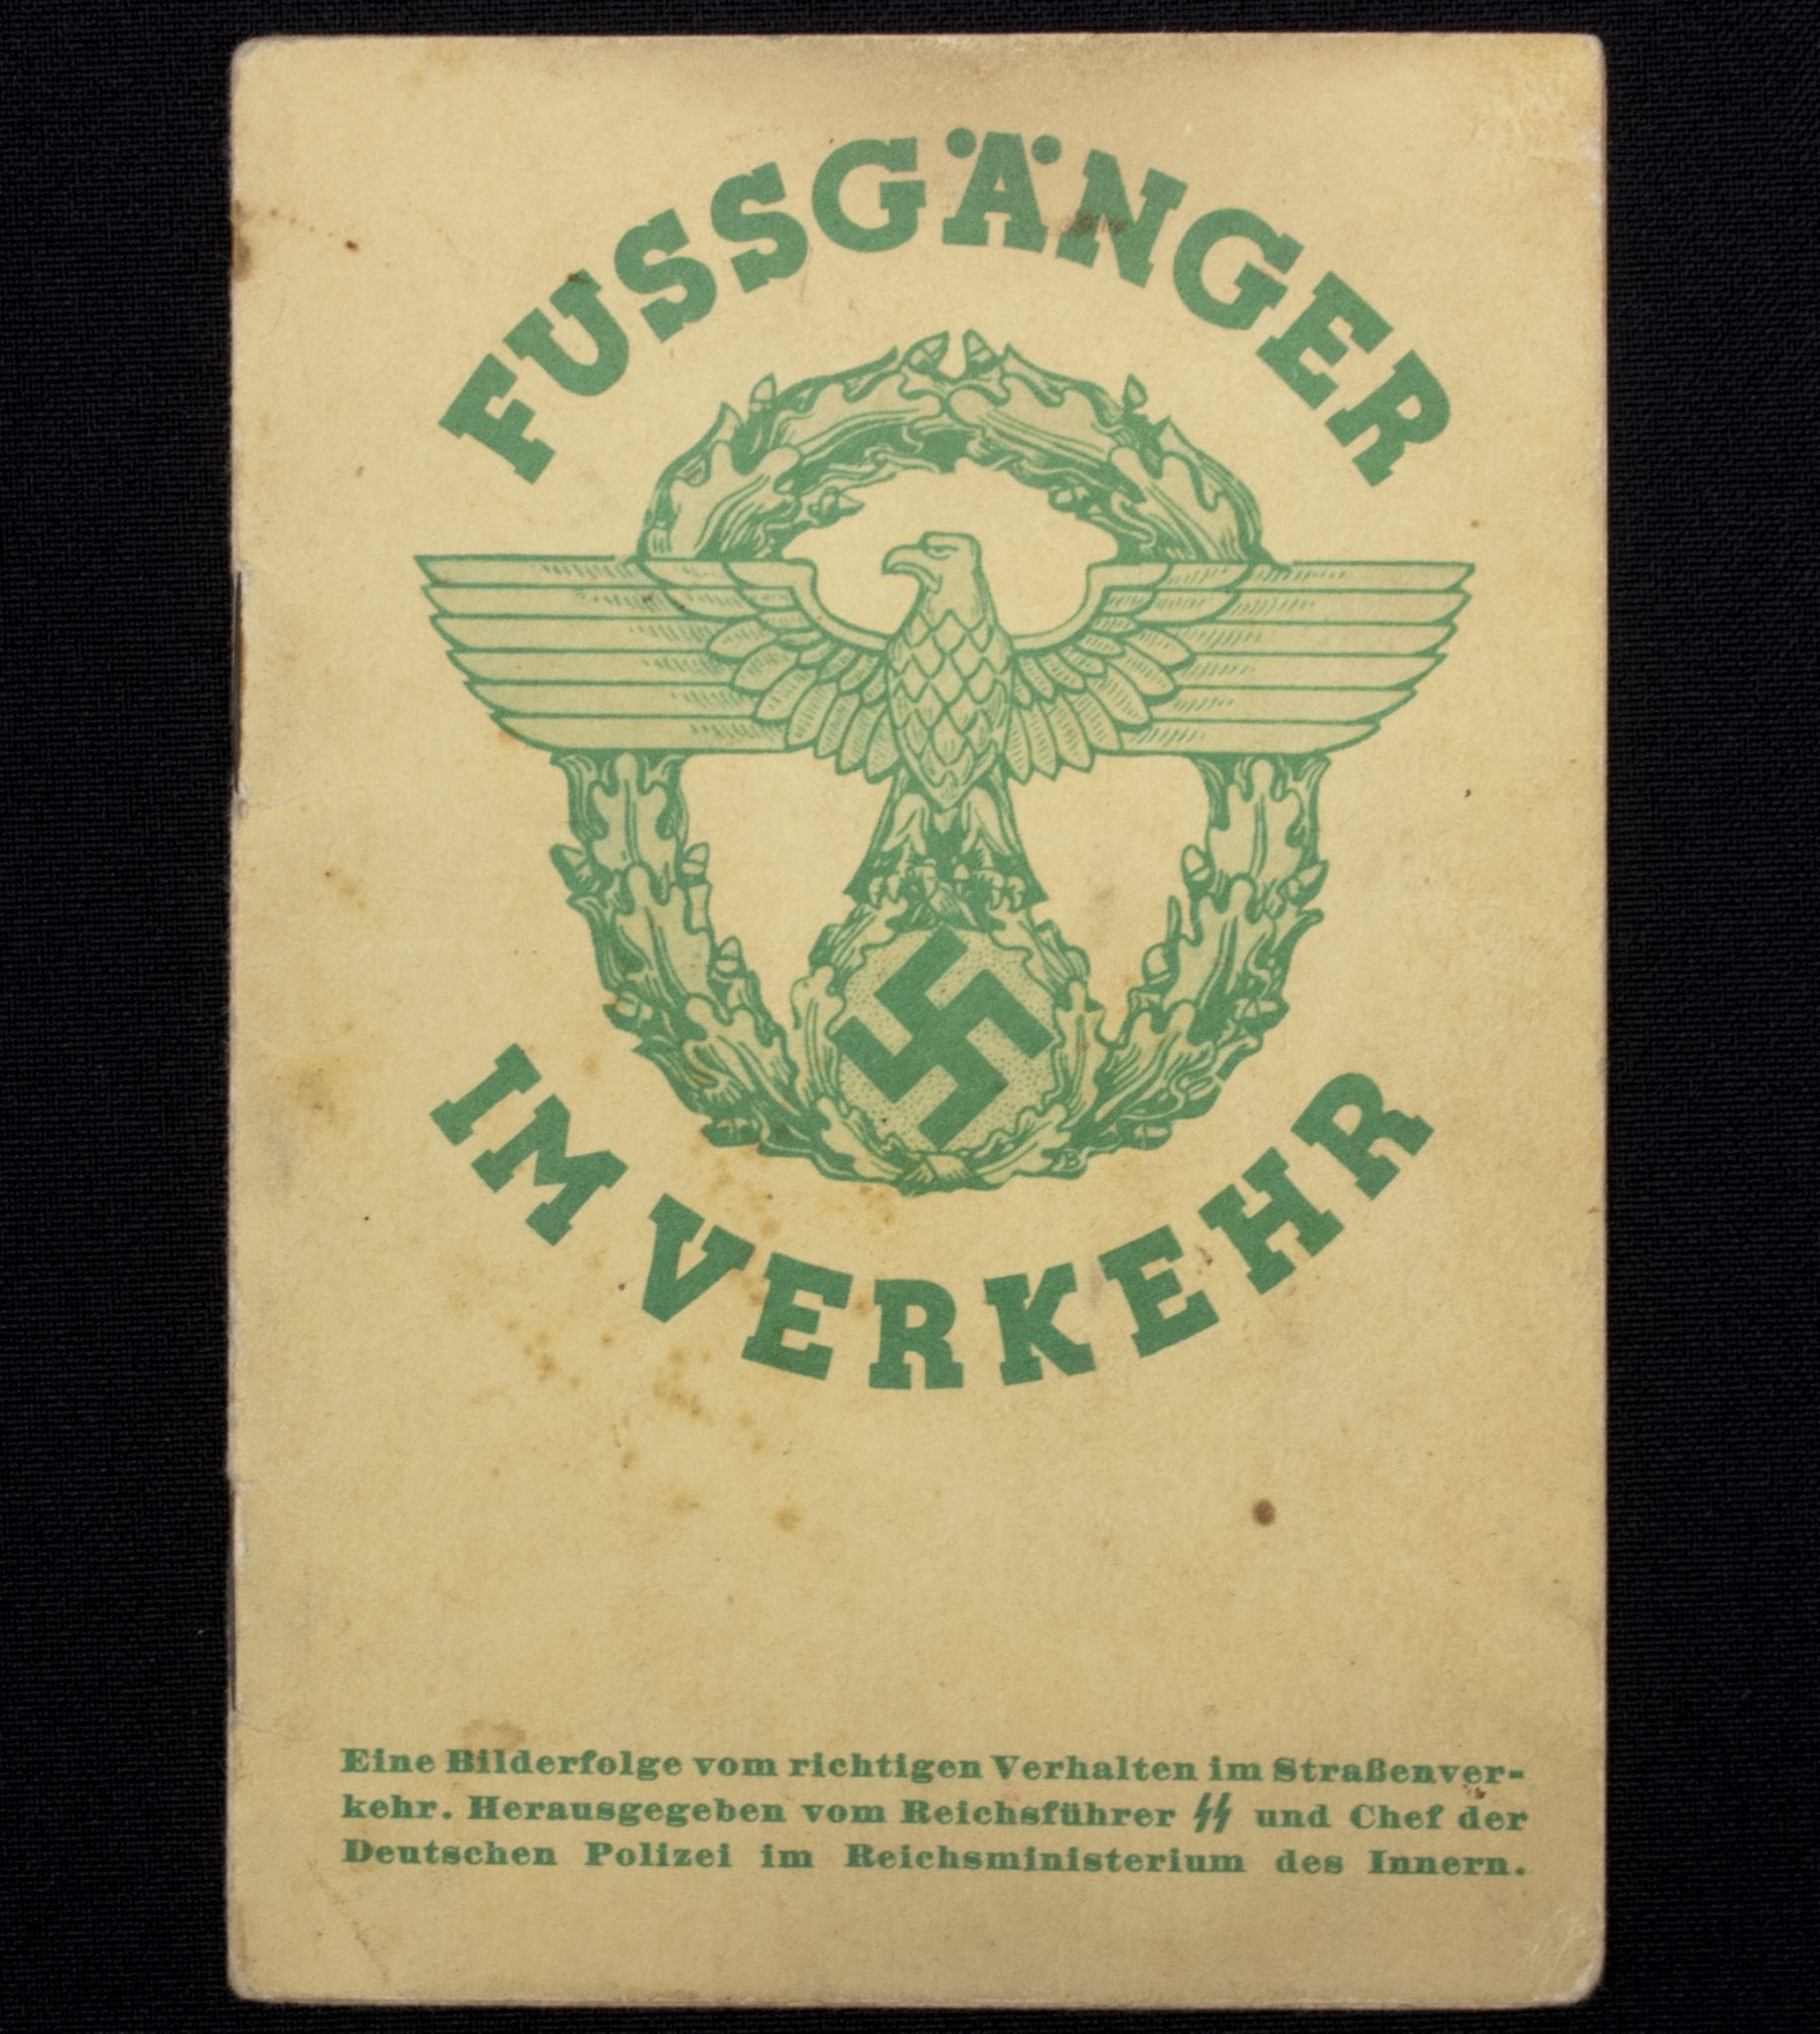 FUSSGÄNGER
IM VERKEHR
Eine Bilderfolge vom richtigen Verhalten im Straßenver-
kehr. Herausgegeben vom Reichsführer ᛋᛋ und Chef der
Deutschen Polizei im Reichsministerium des Innern.